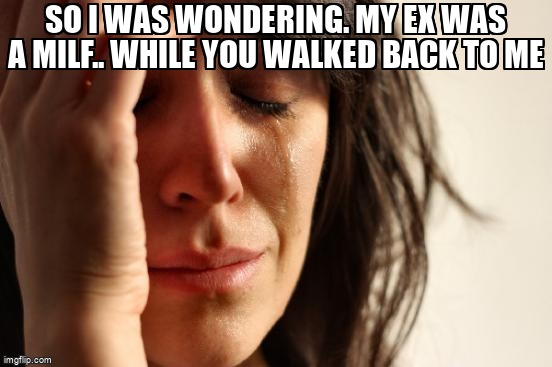 SO I WAS WONDERING. MY EX WAS
A MILF.. WHILE YOU WALKED BACK TO ME
imgflip.com